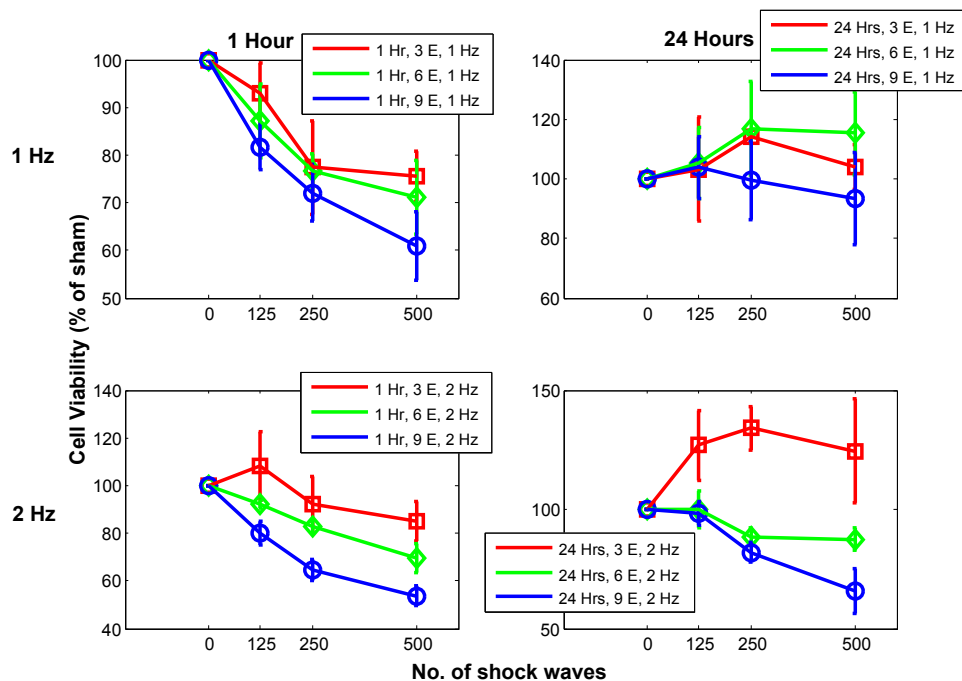 1 Hour
24 Hours
1 Hz
2 Hz
Cell Viability (% of sham)
No. of shock waves
100
90
80
70
60
50
0
125
250
500
1 Hr, 3 E, 1 Hz
1 Hr, 6 E, 1 Hz
1 Hr, 9 E, 1 Hz
140
120
100
80
60
0
125
250
500
24 Hrs, 3 E, 1 Hz
24 Hrs, 6 E, 1 Hz
24 Hrs, 9 E, 1 Hz
140
120
100
80
60
40
0
125
250
500
1 Hr, 3 E, 2 Hz
1 Hr, 6 E, 2 Hz
1 Hr, 9 E, 2 Hz
150
100
50
0
125
250
500
24 Hrs, 3 E, 2 Hz
24 Hrs, 6 E, 2 Hz
24 Hrs, 9 E, 2 Hz